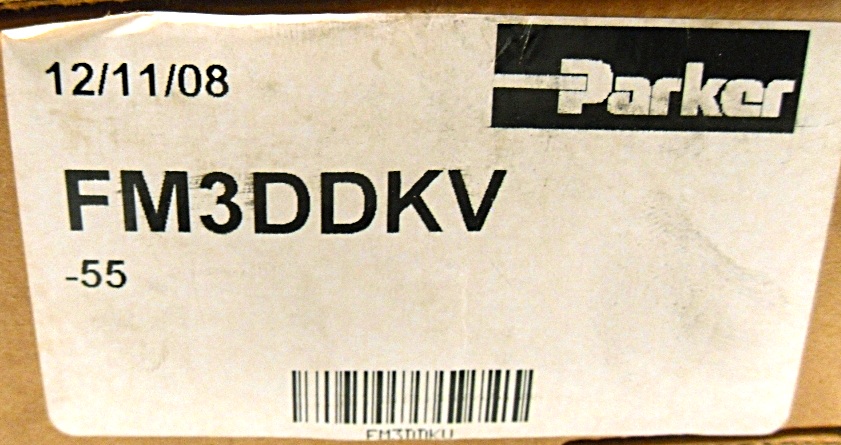 12/11/08
Parker
FM3DDKV
-55
FM3DDKV